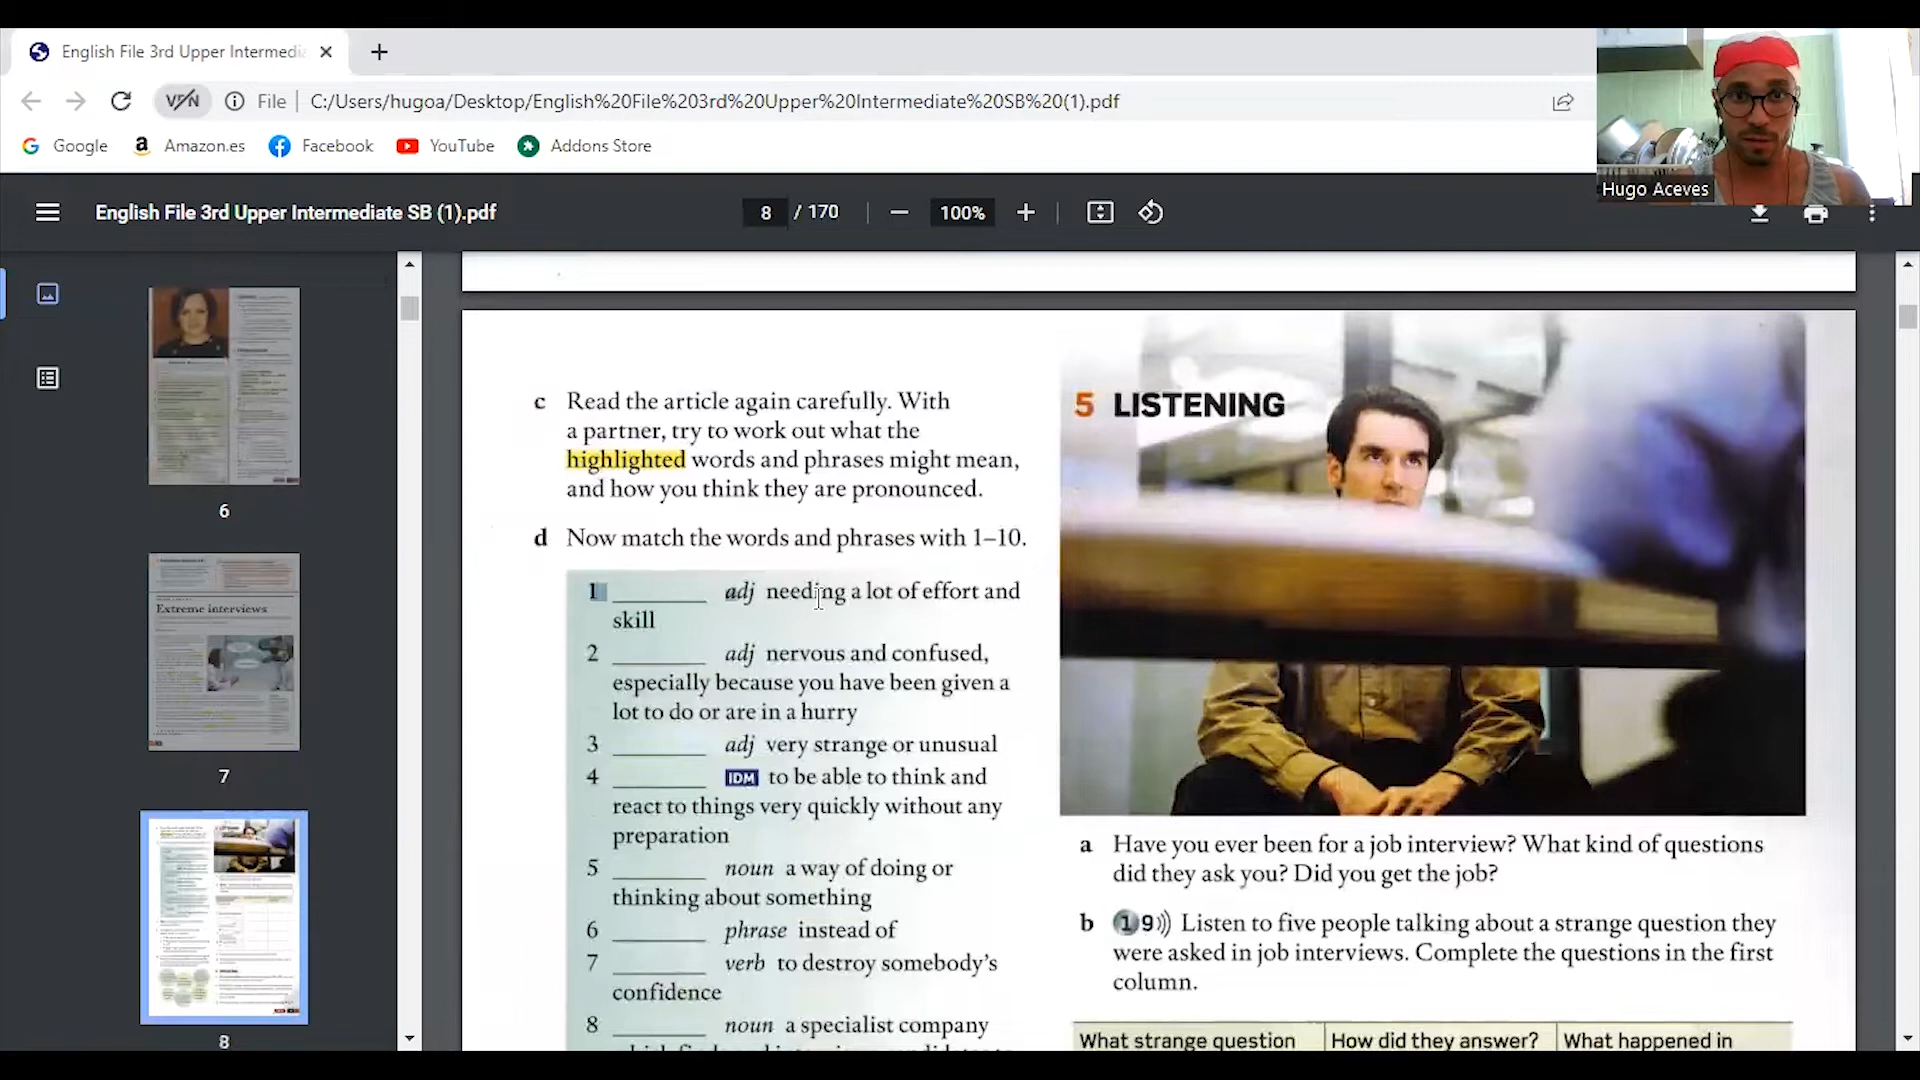 English File 3rd Upper Intermedi
VPN
File
C:/Users/hugoa/Desktop/English%20File%203rd%20Upper%20Intermediate%20SB%20(1).pdf
Google
Amazon.es
Facebook
YouTube
Addons Store
Hugo Aceves
English File 3rd Upper Intermediate SB (1).pdf
8 / 170
100%
6
Extreme interviews
7
8
c Read the article again carefully. With
a partner, try to work out what the
highlighted words and phrases might mean,
and how you think they are pronounced.
d Now match the words and phrases with 1–10.
1 ________ adj needing a lot of effort and
skill
2 ________ adj nervous and confused,
especially because you have been given a
lot to do or are in a hurry
3 ________ adj very strange or unusual
4 ________ IDM to be able to think and
react to things very quickly without any
preparation
5 ________ noun a way of doing or
thinking about something
6 ________ phrase instead of
7 ________ verb to destroy somebody's
confidence
8 ________ noun a specialist company
5 LISTENING
a Have you ever been for a job interview? What kind of questions
did they ask you? Did you get the job?
b 1 9 Listen to five people talking about a strange question they
were asked in job interviews. Complete the questions in the first
column.
What strange question
How did they answer?
What happened in